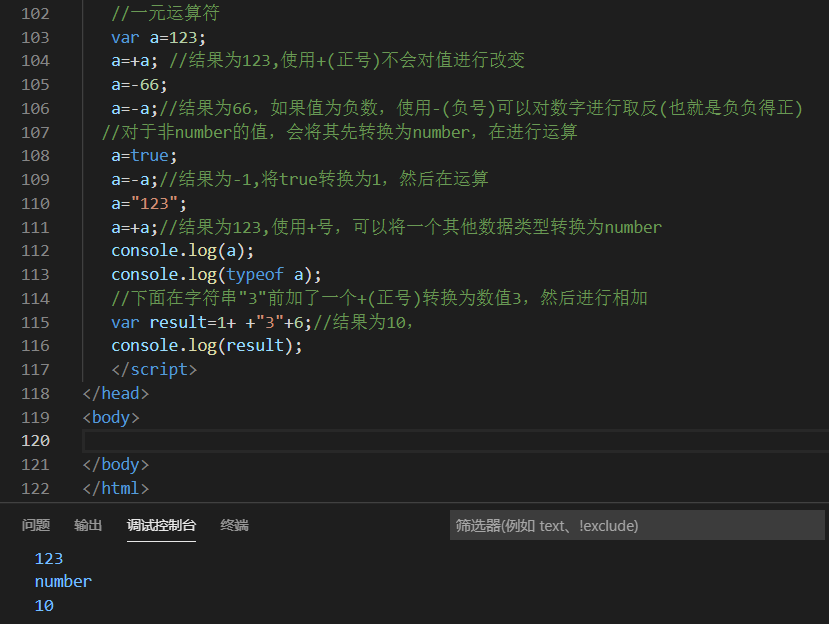 102 //一元运算符
103 var a=123;
104 a=+a; //结果为123,使用+(正号)不会对值进行改变
105 a=-66;
106 a=-a;//结果为66，如果值为负数，使用-(负号)可以对数字进行取反(也就是负负得正)
107 //对于非number的值，会将其先转换为number，在进行运算
108 a=true;
109 a=-a;//结果为-1,将true转换为1，然后在运算
110 a="123";
111 a=+a;//结果为123,使用+号，可以将一个其他数据类型转换为number
112 console.log(a);
113 console.log(typeof a);
114 //下面在字符串"3"前加了一个+(正号)转换为数值3，然后进行相加
115 var result=1+ +"3"+6;//结果为10，
116 console.log(result);
117 </script>
118 </head>
119 <body>
120
121 </body>
122 </html>
问题 输出 调试控制台 终端 筛选器(例如 text、!exclude)
123
number
10